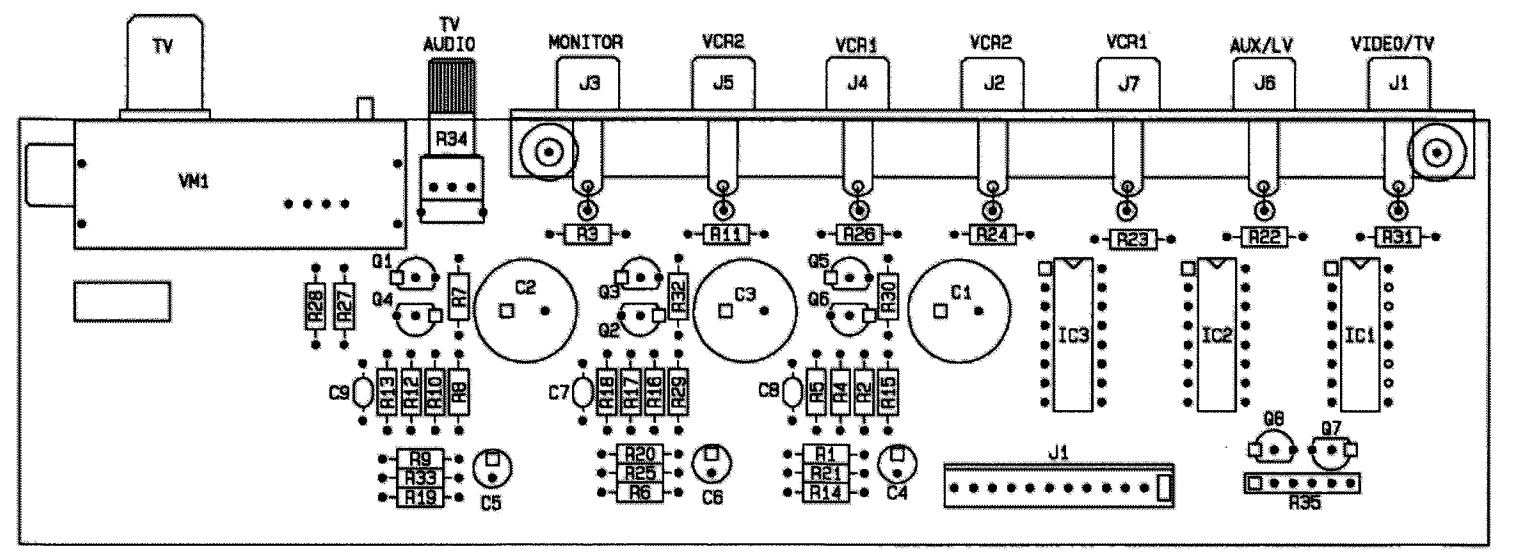 TV
TV
AUDIO
MONITOR
VCR2
VCR1
VCR2
VCR1
AUX/LV
VIDEO/TV
J3
J5
J4
J2
J7
J6
J1
R34
VM1
R3
R11
R26
R24
R23
R22
R31
Q1
Q4
R28
R27
R7
C2
Q3
Q2
R32
C3
Q5
Q6
R30
C1
IC3
IC2
IC1
C9
R13
R12
R10
R8
C7
R18
R17
R16
R29
C8
R5
R4
R2
R15
R9
R33
R19
C5
R20
R25
R6
C6
R1
R21
R14
C4
J1
Q8
Q7
R35